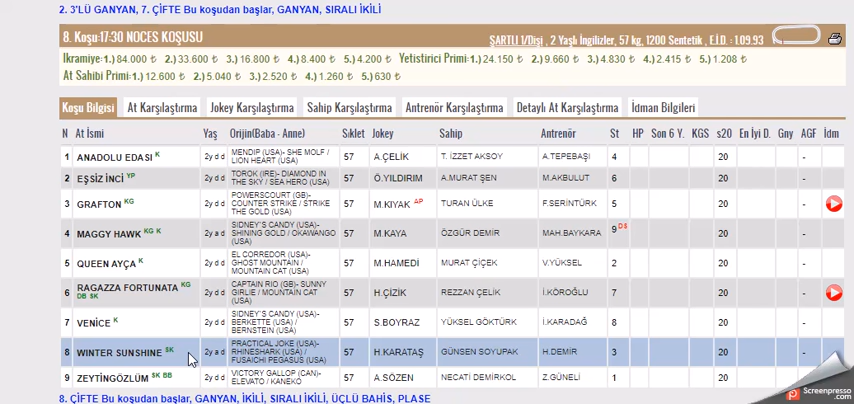 2. 3'LÜ GANYAN, 7. ÇİFTE Bu koşudan başlar, GANYAN, SIRALI İKİLİ
8. Koşu:17:30 NOCES KOŞUSU
ŞARTLI 1/Dişi , 2 Yaşlı İngilizler, 57 kg, 1200 Sentetik , E.İ.D. : 1.09.93
Ikramiye: 1.) 84.000 ₺ 2.) 33.600 ₺ 3.) 16.800 ₺ 4.) 8.400 ₺ 5.) 4.200 ₺ Yetistirici Primi: 1.) 24.150 ₺ 2.) 9.660 ₺ 3.) 4.830 ₺ 4.) 2.415 ₺ 5.) 1.208 ₺
At Sahibi Primi: 1.) 12.600 ₺ 2.) 5.040 ₺ 3.) 2.520 ₺ 4.) 1.260 ₺ 5.) 630 ₺
Koşu Bilgisi At Karşılaştırma Jokey Karşılaştırma Sahip Karşılaştırma Antrenör Karşılaştırma Detaylı At Karşılaştırma İdman Bilgileri
N At İsmi Yaş Orijin(Baba - Anne) Sıklet Jokey Sahip Antrenör St HP Son 6 Y. KGS s20 En İyi D. Gny AGF İdm
1 ANADOLU EDASI K 2y d d MENDIP (USA)- SHE MOLF / LION HEART (USA) 57 A.ÇELİK T. İZZET AKSOY A.TEPEBAŞI 4 20 -
2 EŞSİZ İNCİ YP 2y d d TOROK (IRE)- DIAMOND IN THE SKY / SEA HERO (USA) 57 Ö.YILDIRIM A.MURAT ŞEN M.AKBULUT 6 20 -
3 GRAFTON KG 2y d d POWERSCOURT (GB)- COUNTER STRIKE / STRIKE THE GOLD (USA) 57 M.KIYAK AP TURAN ÜLKE F.SERİNTÜRK 5 20 -
4 MAGGY HAWK KG K 2y a d SIDNEY'S CANDY (USA)- SHINING GOLD / OKAWANGO (USA) 57 M.KAYA ÖZGÜR DEMİR MAH.BAYKARA 9 DS 20 -
5 QUEEN AYÇA K 2y d d EL CORREDOR (USA)- GHOST MOUNTAIN / MOUNTAIN CAT (USA) 57 M.HAMEDİ MURAT ÇİÇEK V.YÜKSEL 2 20 -
6 RAGAZZA FORTUNATA KG DB SK 2y d d CAPTAIN RIO (GB)- SUNNY GIRLIE / MOUNTAIN CAT (USA) 57 H.ÇİZİK REZZAN ÇELİK İ.KÖROĞLU 7 20 -
7 VENİCE K 2y d d SIDNEY'S CANDY (USA)- BERKETTE (USA) / BERNSTEIN (USA) 57 S.BOYRAZ YÜKSEL GÖKTÜRK İ.KARADAĞ 8 20 -
8 WINTER SUNSHINE SK 2y a d PRACTICAL JOKE (USA)- RHINESHARK (USA) / FUSAICHI PEGASUS (USA) 57 H.KARATAŞ GÜNSEN SOYUPAK H.DEMİR 3 20 -
9 ZEYTİNGÖZLÜM SK BB 2y d d VICTORY GALLOP (CAN)- ELEVATO / KANEKO 57 A.SÖZEN NECATİ DEMİRKOL Z.GÜNELİ 1 20 -
8. ÇİFTE Bu koşudan başlar, GANYAN, İKİLİ, SIRALI İKİLİ, ÜÇLÜ BAHİS, PLASE
Screenpresso
.com